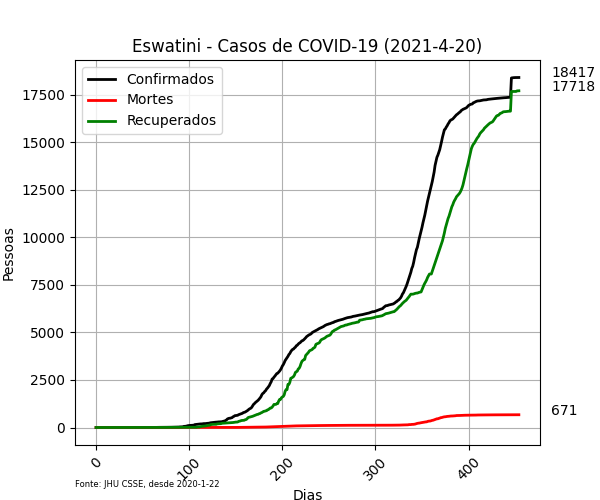 Eswatini - Casos de COVID-19 (2021-4-20)
Confirmados
Mortes
Recuperados
18417
17718
671
17500
15000
12500
10000
7500
5000
2500
0
Pessoas
0
100
200
300
400
Fonte: JHU CSSE, desde 2020-1-22
Dias